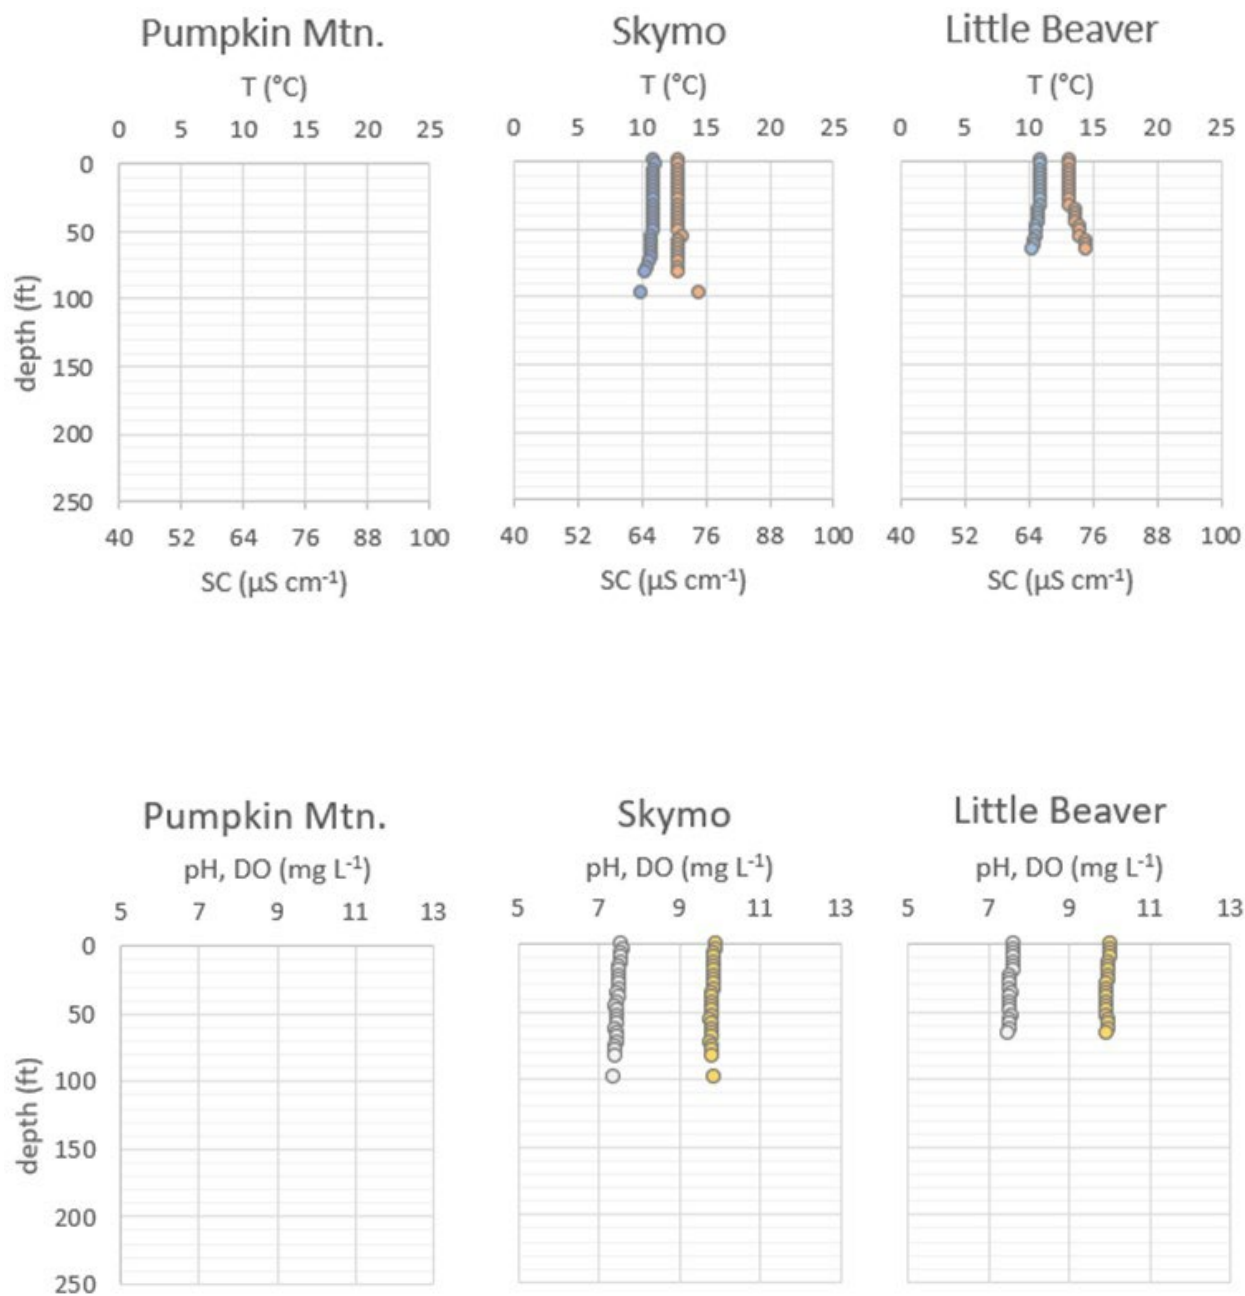 Pumpkin Mtn. Skymo Little Beaver
T (°C) T (°C) T (°C)
0 5 10 15 20 25 0 5 10 15 20 25 0 5 10 15 20 25
0
50
100
150
200
250
depth (ft)
40 52 64 76 88 100 40 52 64 76 88 100 40 52 64 76 88 100
SC (µS cm⁻¹) SC (µS cm⁻¹) SC (µS cm⁻¹)
Pumpkin Mtn. Skymo Little Beaver
pH, DO (mg L⁻¹) pH, DO (mg L⁻¹) pH, DO (mg L⁻¹)
5 7 9 11 13 5 7 9 11 13 5 7 9 11 13
0
50
100
150
200
250
depth (ft)